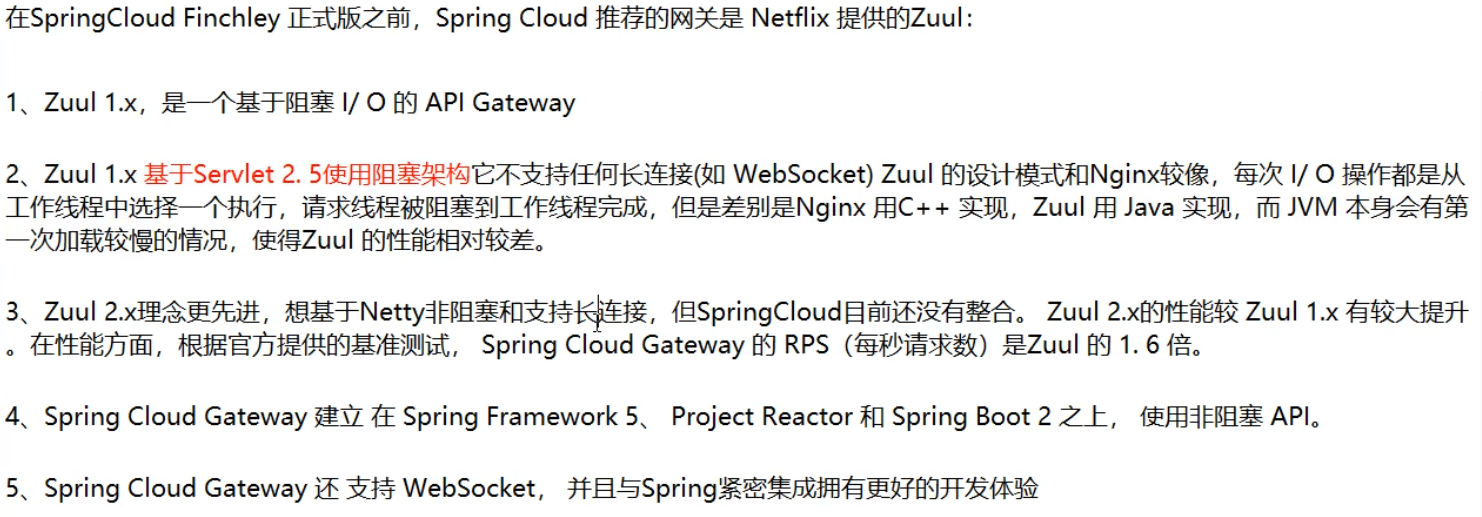 在SpringCloud Finchley 正式版之前，Spring Cloud 推荐的网关是 Netflix 提供的Zuul：
1、Zuul 1.x，是一个基于阻塞 I/ O 的 API Gateway
2、Zuul 1.x 基于Servlet 2. 5使用阻塞架构它不支持任何长连接(如 WebSocket) Zuul 的设计模式和Nginx较像，每次 I/ O 操作都是从
工作线程中选择一个执行，请求线程被阻塞到工作线程完成，但是差别是Nginx 用C++ 实现，Zuul 用 Java 实现，而 JVM 本身会有第
一次加载较慢的情况，使得Zuul 的性能相对较差。
3、Zuul 2.x理念更先进，想基于Netty非阻塞和支持长连接，但SpringCloud目前还没有整合。 Zuul 2.x的性能较 Zuul 1.x 有较大提升
。在性能方面，根据官方提供的基准测试， Spring Cloud Gateway 的 RPS（每秒请求数）是Zuul 的 1. 6 倍。
4、Spring Cloud Gateway 建立 在 Spring Framework 5、 Project Reactor 和 Spring Boot 2 之上， 使用非阻塞 API。
5、Spring Cloud Gateway 还 支持 WebSocket， 并且与Spring紧密集成拥有更好的开发体验